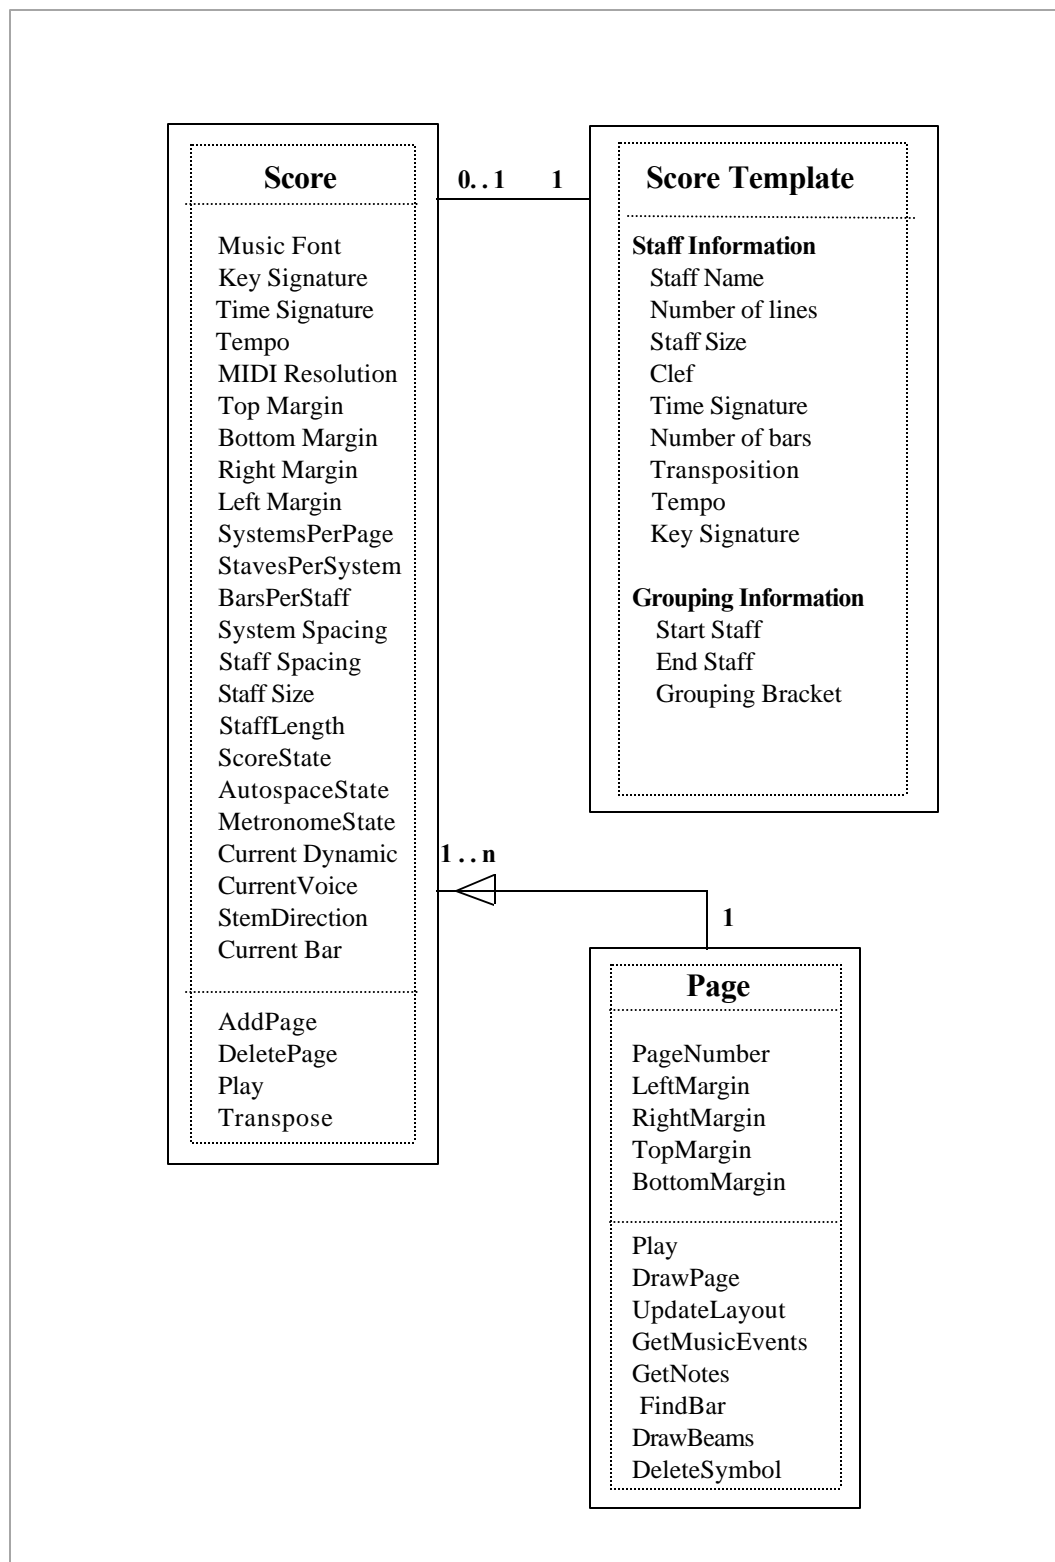 Score
Music Font
Key Signature
Time Signature
Tempo
MIDI Resolution
Top Margin
Bottom Margin
Right Margin
Left Margin
SystemsPerPage
StavesPerSystem
BarsPerStaff
System Spacing
Staff Spacing
Staff Size
StaffLength
ScoreState
AutospaceState
MetronomeState
Current Dynamic
CurrentVoice
StemDirection
Current Bar
AddPage
DeletePage
Play
Transpose
0. . 1 1
Score Template
Staff Information
Staff Name
Number of lines
Staff Size
Clef
Time Signature
Number of bars
Transposition
Tempo
Key Signature
Grouping Information
Start Staff
End Staff
Grouping Bracket
1 . . n
1
Page
PageNumber
LeftMargin
RightMargin
TopMargin
BottomMargin
Play
DrawPage
UpdateLayout
GetMusicEvents
GetNotes
FindBar
DrawBeams
DeleteSymbol